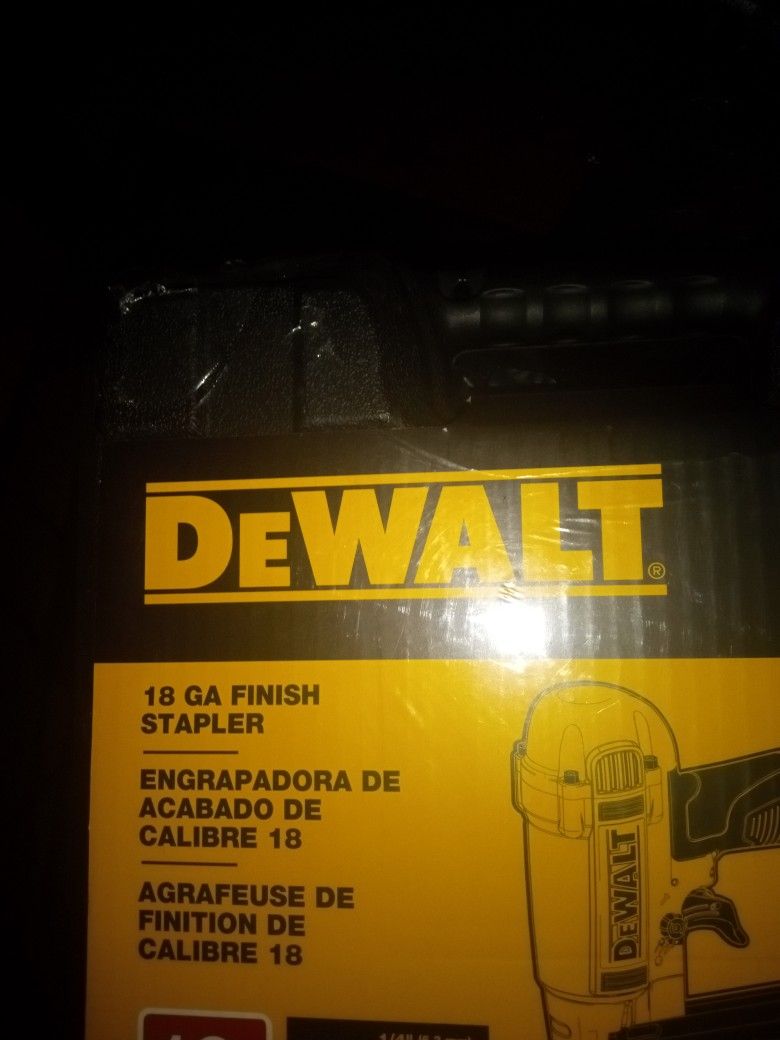 DEWALT®
18 GA FINISH
STAPLER
ENGRAPADORA DE
ACABADO DE
CALIBRE 18
AGRAFEUSE DE
FINITION DE
CALIBRE 18
DEWALT